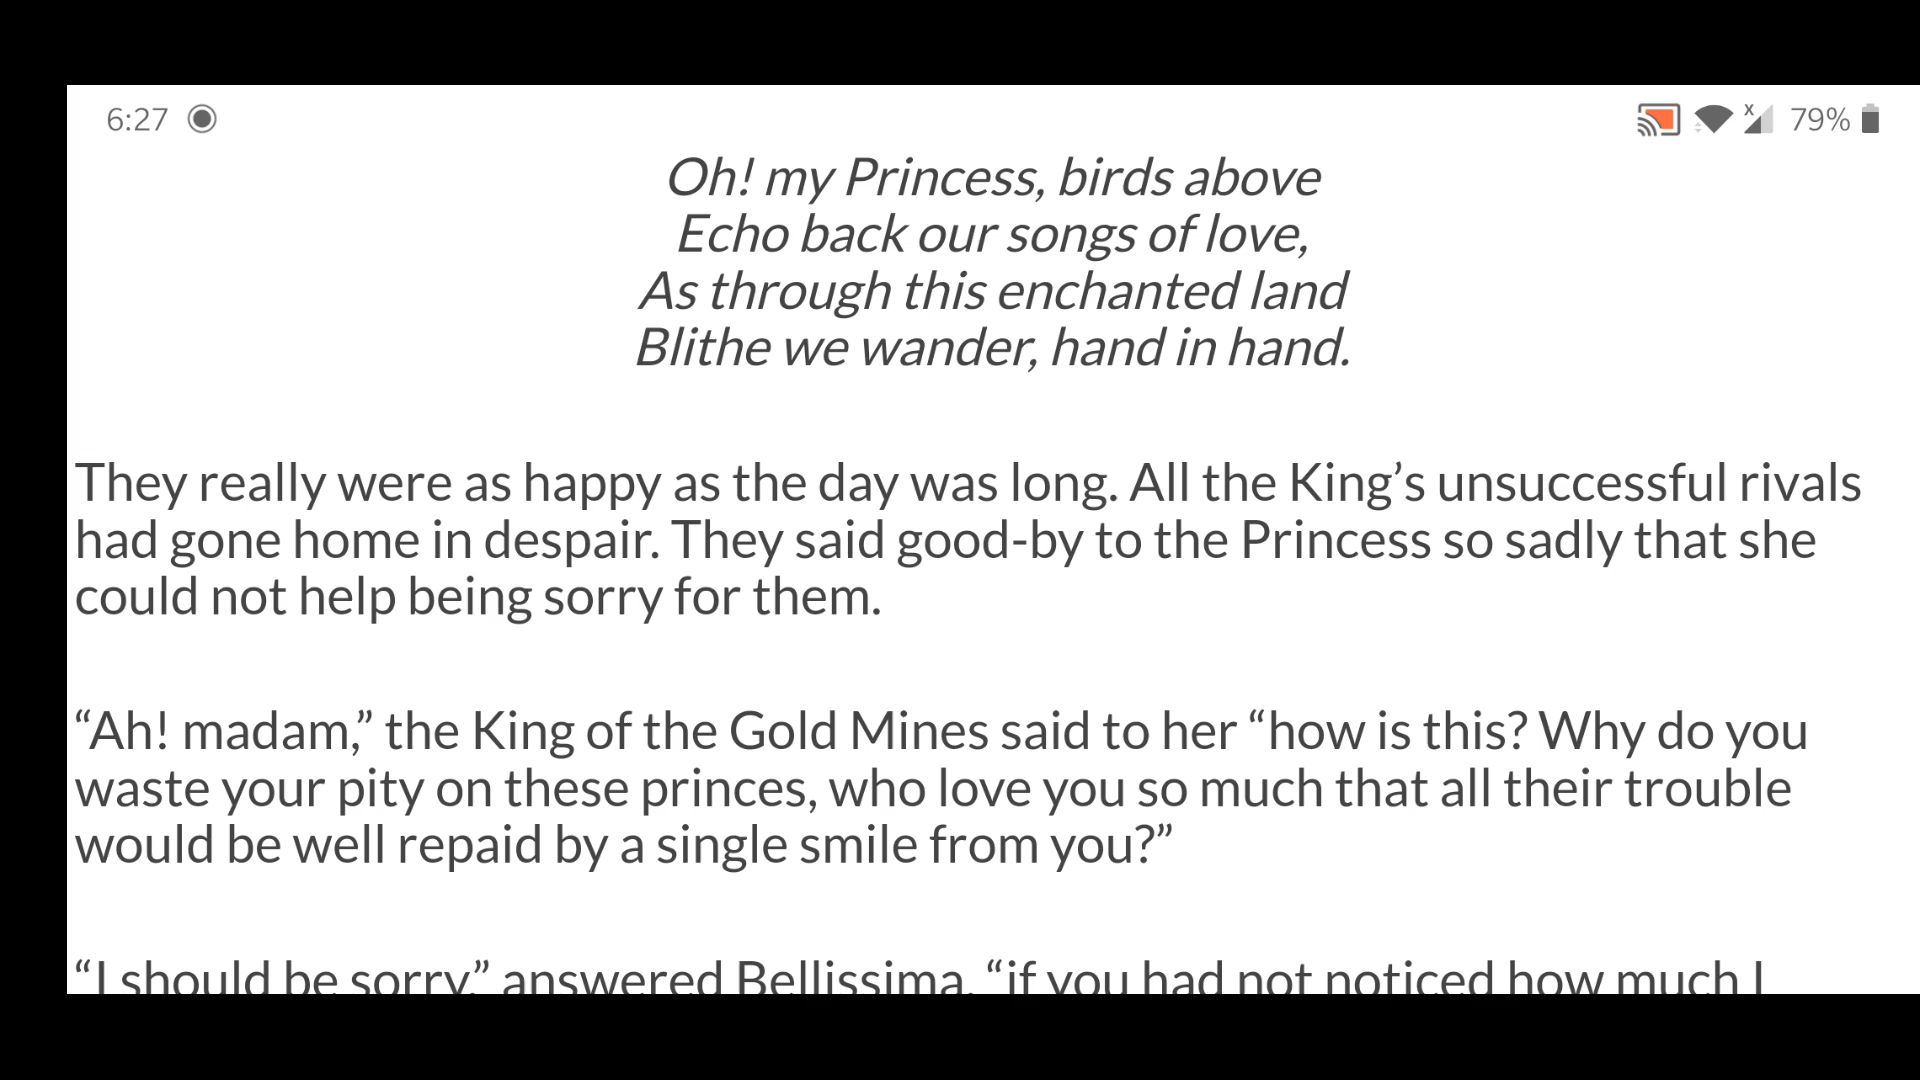 6:27
x
79%
Oh! my Princess, birds above
Echo back our songs of love,
As through this enchanted land
Blithe we wander, hand in hand.
They really were as happy as the day was long. All the King’s unsuccessful rivals
had gone home in despair. They said good-by to the Princess so sadly that she
could not help being sorry for them.
“Ah! madam,” the King of the Gold Mines said to her “how is this? Why do you
waste your pity on these princes, who love you so much that all their trouble
would be well repaid by a single smile from you?”
“I should be sorry,” answered Bellissima, “if you had not noticed how much I